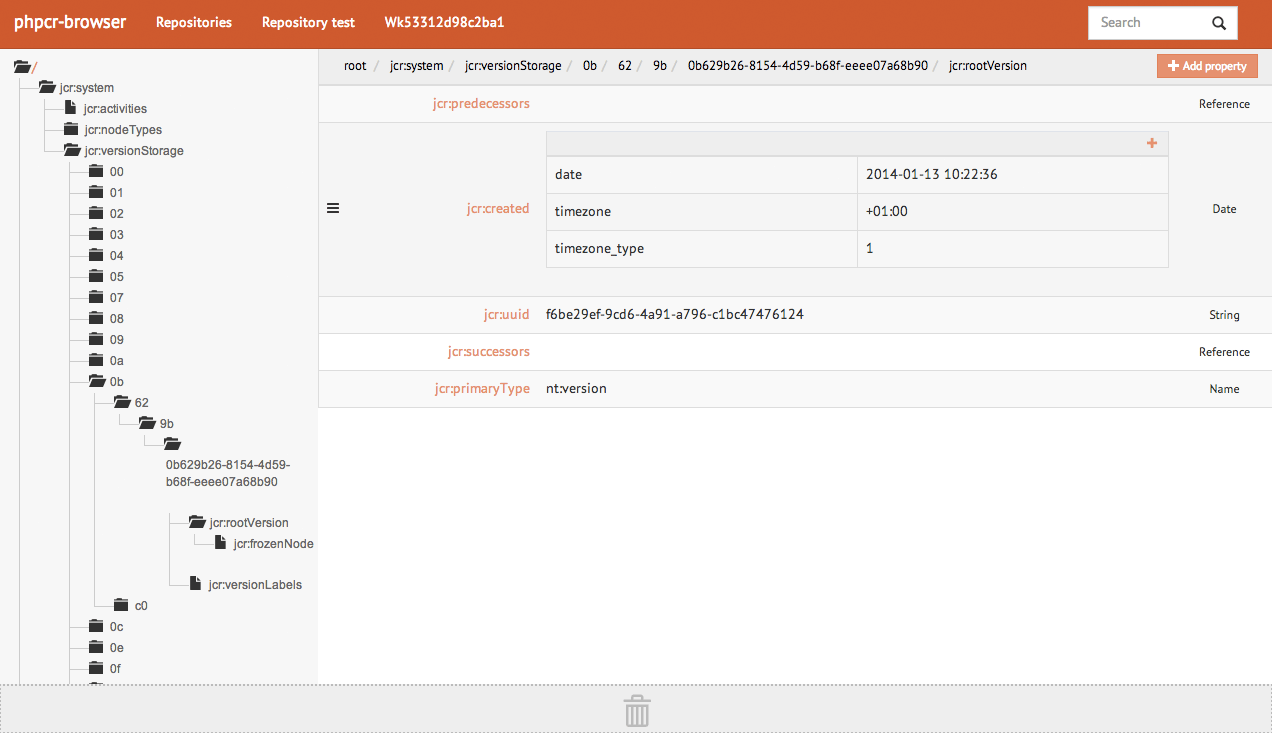 phpcr-browser Repositories Repository test Wk53312d98c2ba1 Search
/
jcr:system
jcr:activities
jcr:nodeTypes
jcr:versionStorage
00
01
02
03
04
05
07
08
09
0a
0b
62
9b
0b629b26-8154-4d59-
b68f-eeee07a68b90
jcr:rootVersion
jcr:frozenNode
jcr:versionLabels
c0
0c
0e
0f
root / jcr:system / jcr:versionStorage / 0b / 62 / 9b / 0b629b26-8154-4d59-b68f-eeee07a68b90 / jcr:rootVersion
+ Add property
jcr:predecessors Reference
+
jcr:created Date
date 2014-01-13 10:22:36
timezone +01:00
timezone_type 1
jcr:uuid f6be29ef-9cd6-4a91-a796-c1bc47476124 String
jcr:successors Reference
jcr:primaryType nt:version Name